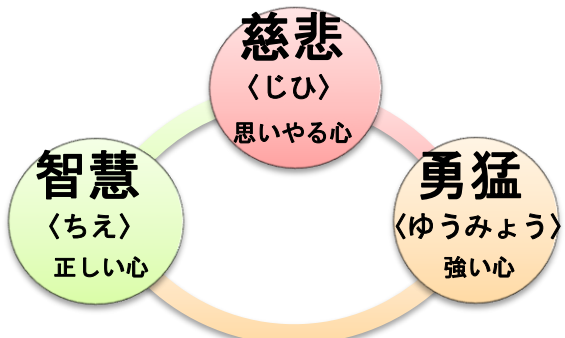 慈悲
〈じひ〉
思いやる心
智慧
〈ちえ〉
正しい心
勇猛
〈ゆうみょう〉
強い心